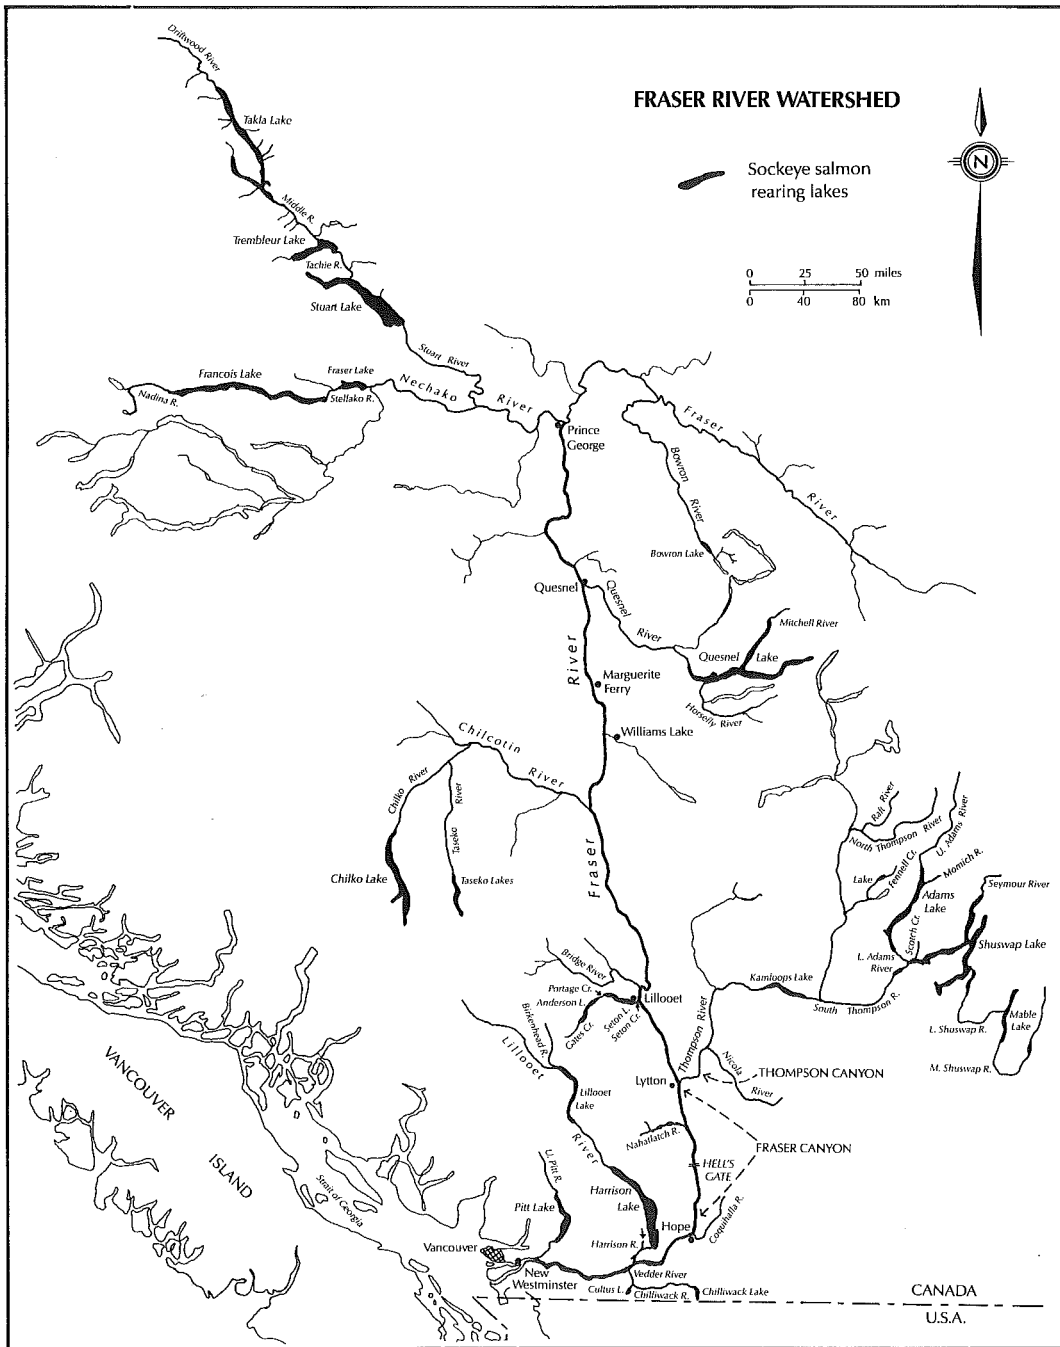 FRASER RIVER WATERSHED
N
Sockeye salmon
rearing lakes
0 25 50 miles
0 40 80 km
Driftwood River
Takla Lake
Middle R.
Trembleur Lake
Tachie R.
Stuart Lake
Stuart River
Francois Lake
Fraser Lake
Nadina R.
Stellako R.
Nechako River
Prince
George
Fraser River
Bowron River
Bowron Lake
Quesnel
Quesnel River
Mitchell River
Quesnel Lake
Horsefly River
River
Marguerite
Ferry
Williams Lake
Chilcotin River
Chilko River
Taseko River
Chilko Lake
Taseko Lakes
Fraser
Raft River
North Thompson River
U. Adams River
Fennell Cr.
Lake
Momich R.
Adams
Lake
Seymour River
Scotch Cr.
Shuswap Lake
L. Adams
River
Kamloops Lake
South Thompson R.
L. Shuswap R.
Mable
Lake
M. Shuswap R.
Bridge River
Portage Cr.
Anderson L.
Lillooet
Gates Cr.
Seton L.
Seton Cr.
Birkenhead R.
Lillooet
Lillooet
Lake
River
Thompson River
Nicola
River
THOMPSON CANYON
Lytton
Nahatlatch R.
FRASER CANYON
HELL'S
GATE
VANCOUVER
ISLAND
Strait of Georgia
U. Pitt R.
Pitt Lake
Harrison
Lake
Hope
Coquihalla R.
Harrison R.
Vancouver
New
Westminster
Vedder River
Cultus L.
Chilliwack R.
Chilliwack Lake
CANADA
U.S.A.